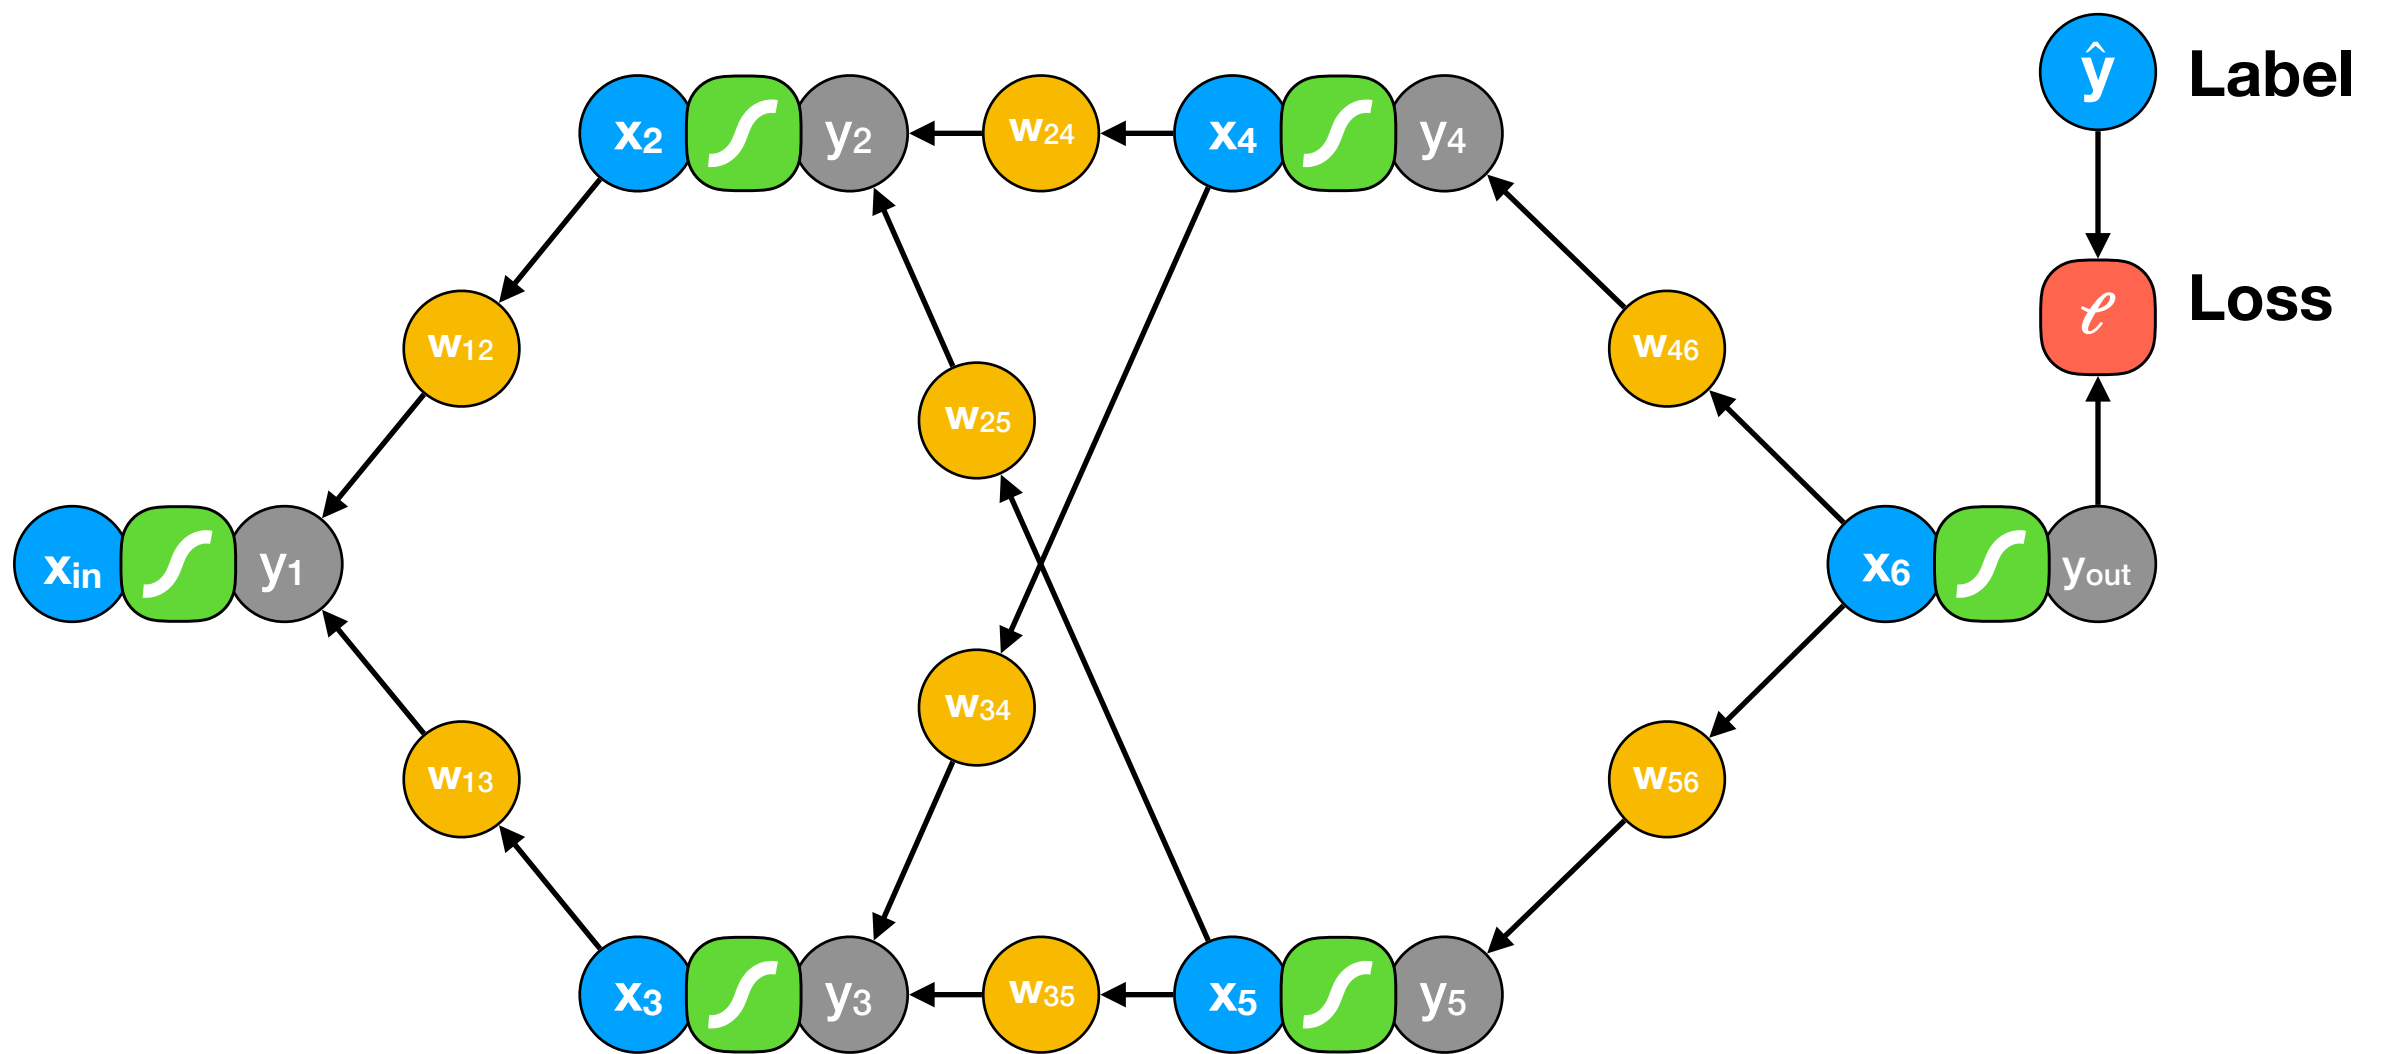 ŷ Label
x₂ y₂ w₂₄ x₄ y₄
ℓ Loss
w₁₂ w₄₆
w₂₅
xᵢₙ y₁ x₆ yₒᵤₜ
w₃₄
w₁₃ w₅₆
x₃ y₃ w₃₅ x₅ y₅